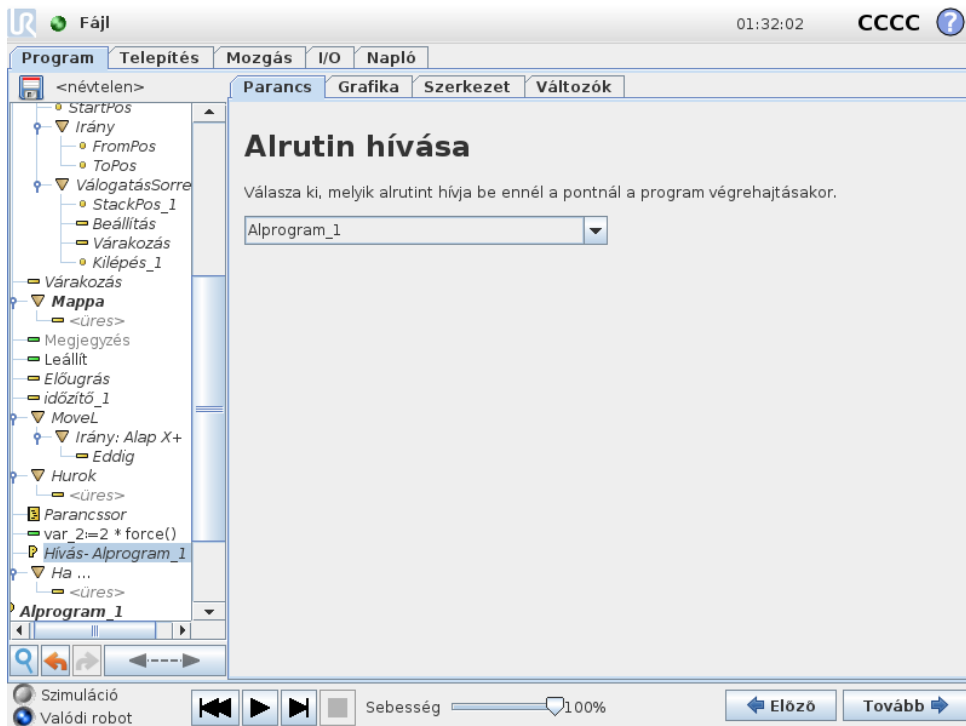 UR Fájl 01:32:02 CCCC ?
Program Telepítés Mozgás I/O Napló
<névtelen> Parancs Grafika Szerkezet Változók
StartPos
Irány
FromPos
ToPos
VálogatásSorre
StackPos_1
Beállítás
Várakozás
Kilépés_1
Várakozás
Mappa
<üres>
Megjegyzés
Leállít
Előugrás
időzítő_1
MoveL
Irány: Alap X+
Eddig
Hurok
<üres>
Parancssor
var_2≔2 * force()
P Hívás- Alprogram_1
Ha ...
<üres>
Alprogram_1
Alrutin hívása
Válasza ki, melyik alrutint hívja be ennél a pontnál a program végrehajtásakor.
Alprogram_1
Szimuláció
Valódi robot
Sebesség 100%
Előző Tovább